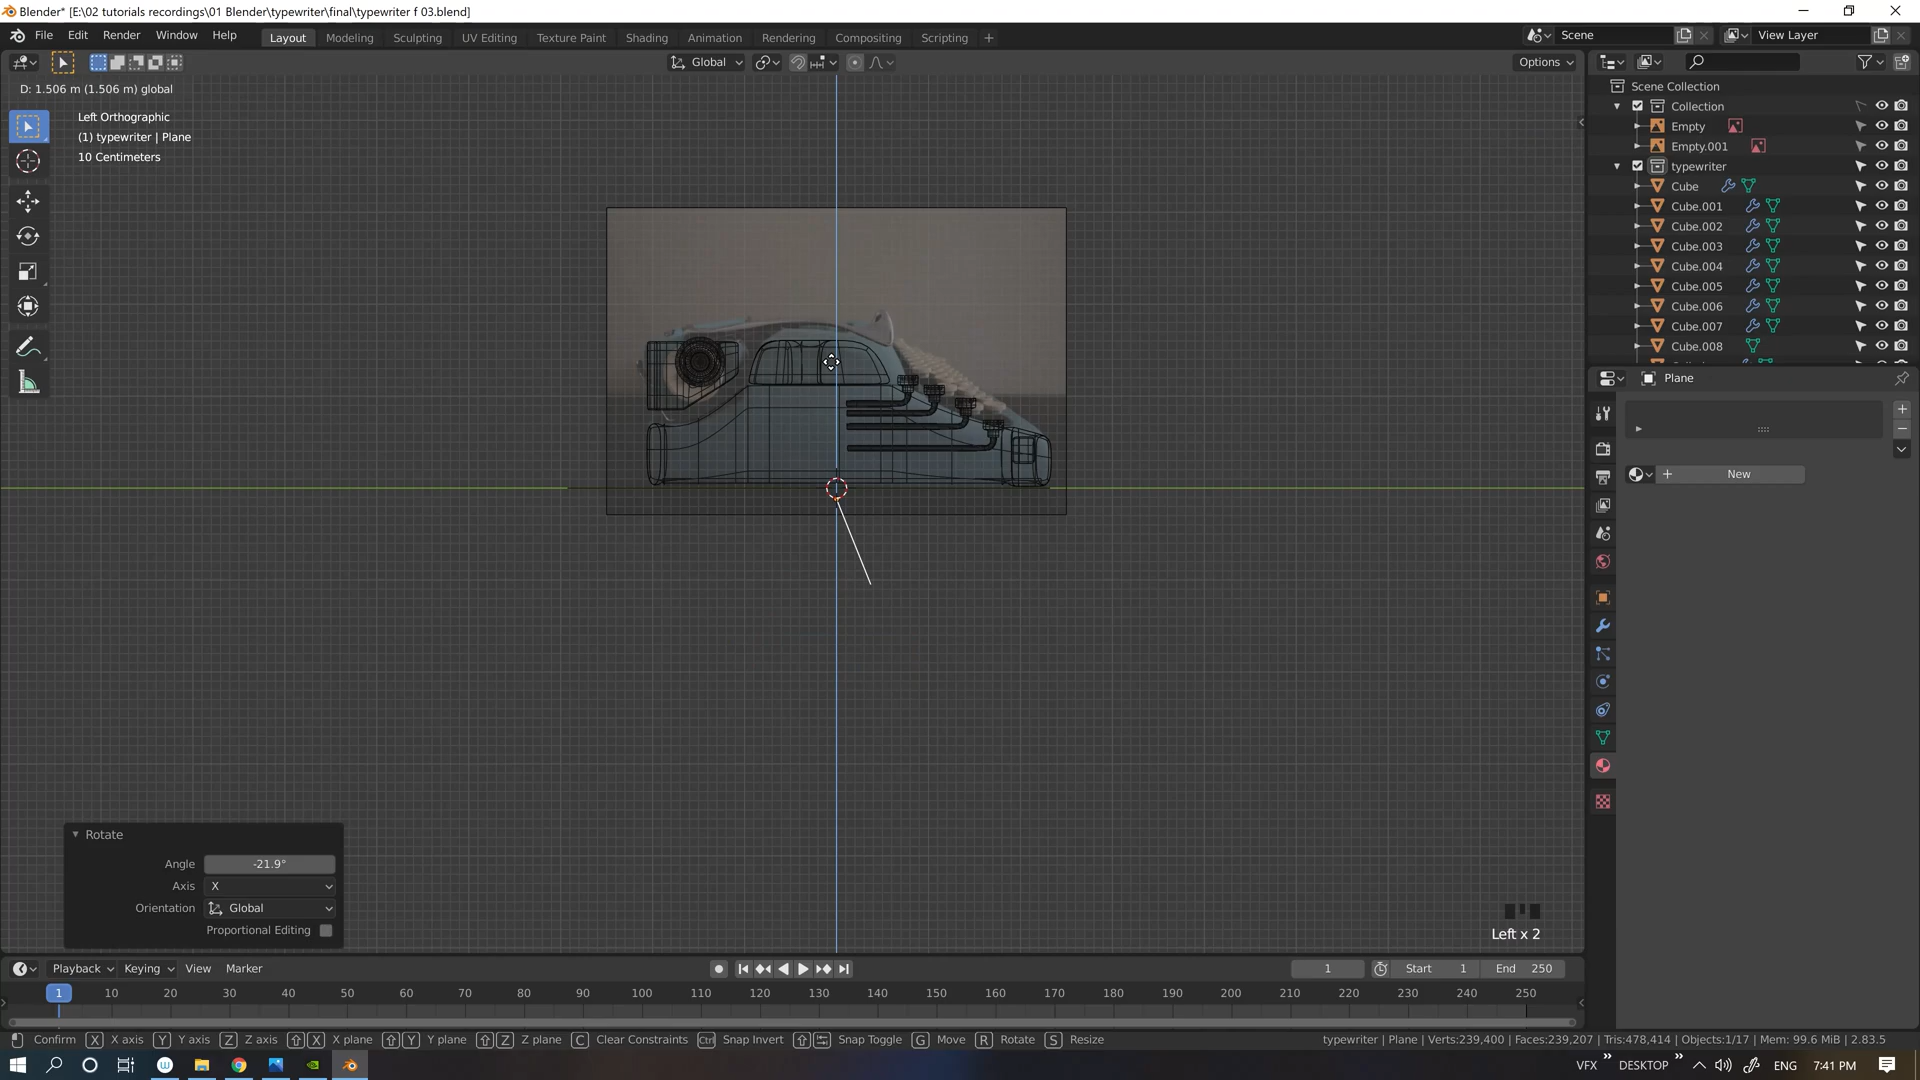 Blender* [E:\02 tutorials recordings\01 Blender\typewriter\final\typewriter f 03.blend]
File Edit Render Window Help Layout Modeling Sculpting UV Editing Texture Paint Shading Animation Rendering Compositing Scripting + Scene View Layer
Global Options
D: 1.506 m (1.506 m) global
Left Orthographic
(1) typewriter | Plane
10 Centimeters
Scene Collection
Collection
Empty
Empty.001
typewriter
Cube
Cube.001
Cube.002
Cube.003
Cube.004
Cube.005
Cube.006
Cube.007
Cube.008
Plane
New
Rotate
Angle -21.9°
Axis X
Orientation Global
Proportional Editing
Left x 2
Playback Keying View Marker 1 Start 1 End 250
1 10 20 30 40 50 60 70 80 90 100 110 120 130 140 150 160 170 180 190 200 210 220 230 240 250
Confirm X X axis Y Y axis Z Z axis X X plane Y Y plane Z Z plane C Clear Constraints Ctrl Snap Invert Snap Toggle G Move R Rotate S Resize typewriter | Plane | Verts:239,400 | Faces:239,207 | Tris:478,414 | Objects:1/17 | Mem: 99.6 MiB | 2.83.5
VFX » DESKTOP » ENG 7:41 PM